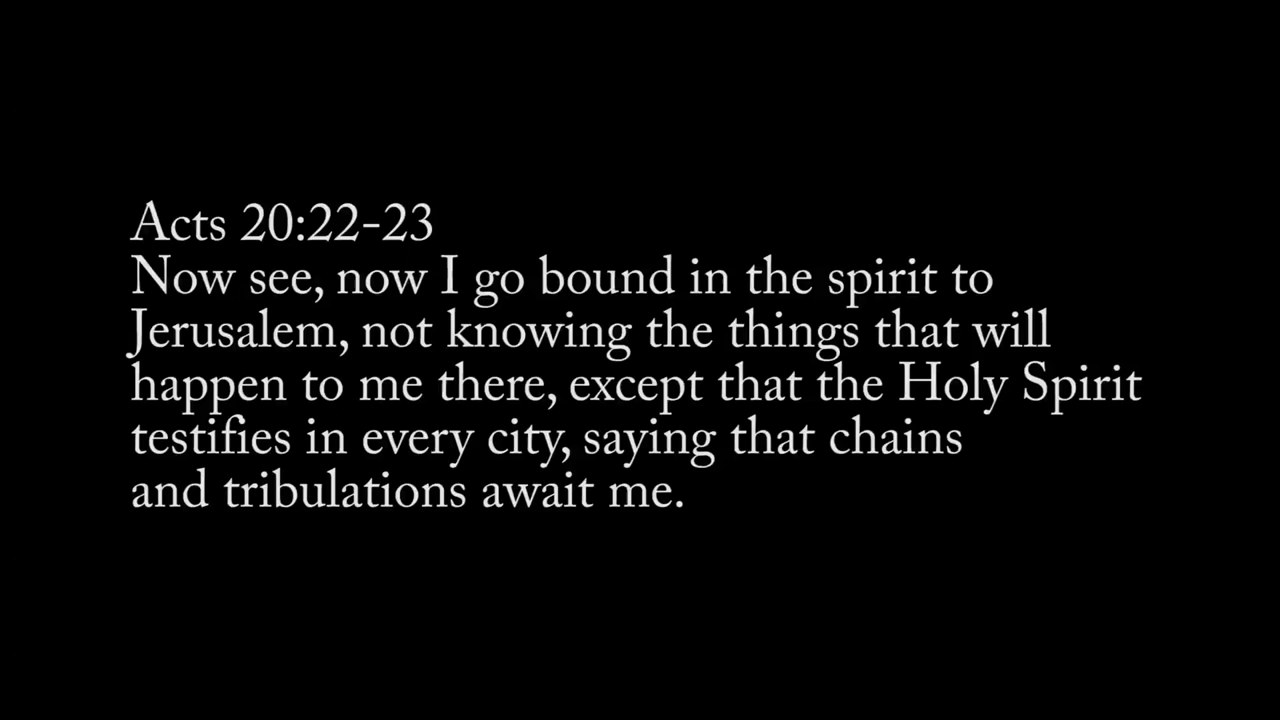 Acts 20:22-23
Now see, now I go bound in the spirit to
Jerusalem, not knowing the things that will
happen to me there, except that the Holy Spirit
testifies in every city, saying that chains
and tribulations await me.